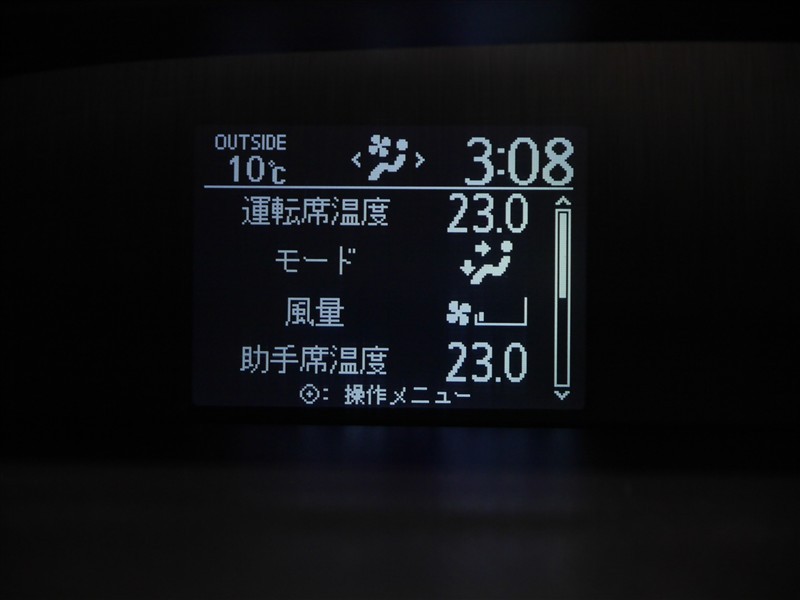 OUTSIDE
10℃
3:08
運転席温度 23.0
モード
風量
助手席温度 23.0
: 操作メニュー